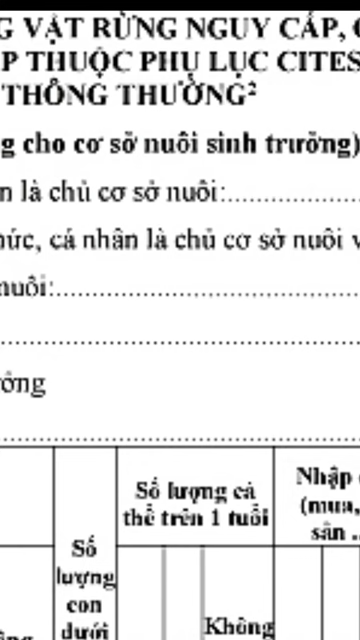 VẬT RỪNG NGUY CẤP,
P THUỘC PHỤ LỤC CITES
THÔNG THƯỜNG²
g cho cơ sở nuôi sinh trưởng)
n là chủ cơ sở nuôi:
ức, cá nhân là chủ cơ sở nuôi v
nuôi:
ởng
Số lượng cá
thể trên 1 tuổi
Nhập
(mua,
sản ..
Số
lượng
con
dưới
Không